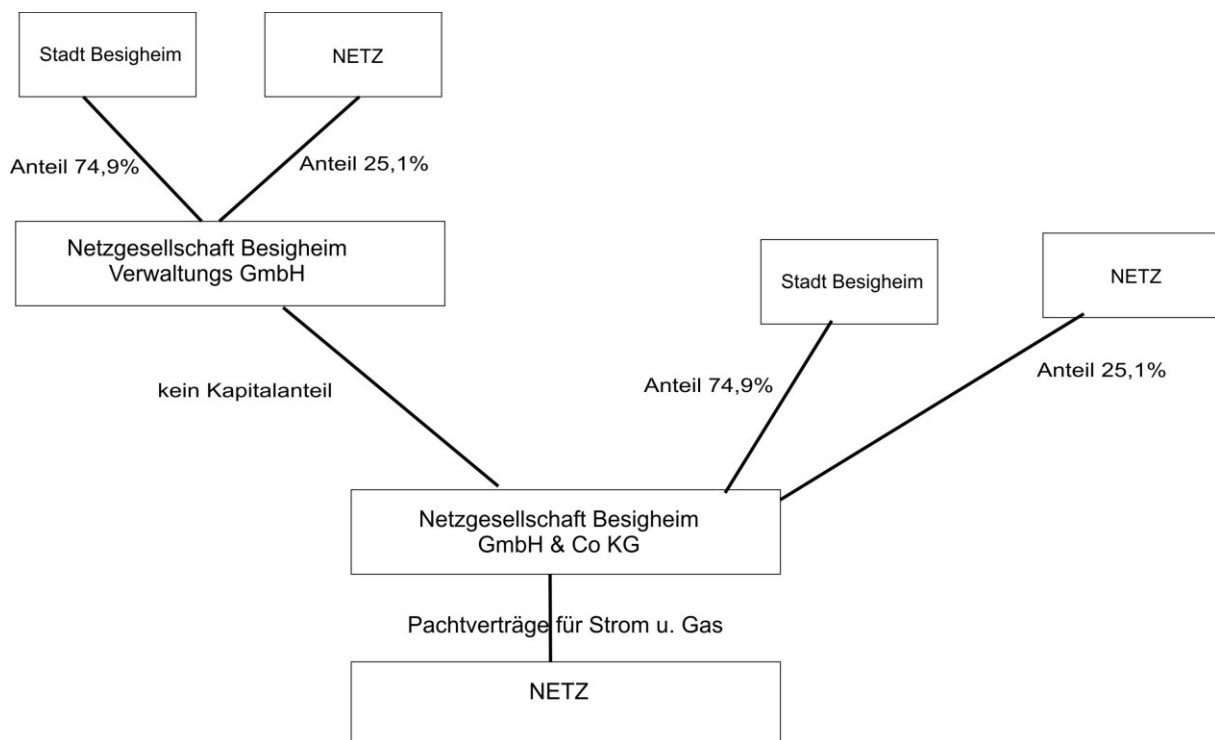 Stadt Besigheim
NETZ
Anteil 74,9%
Anteil 25,1%
Netzgesellschaft Besigheim
Verwaltungs GmbH
Stadt Besigheim
NETZ
kein Kapitalanteil
Anteil 74,9%
Anteil 25,1%
Netzgesellschaft Besigheim
GmbH & Co KG
Pachtverträge für Strom u. Gas
NETZ